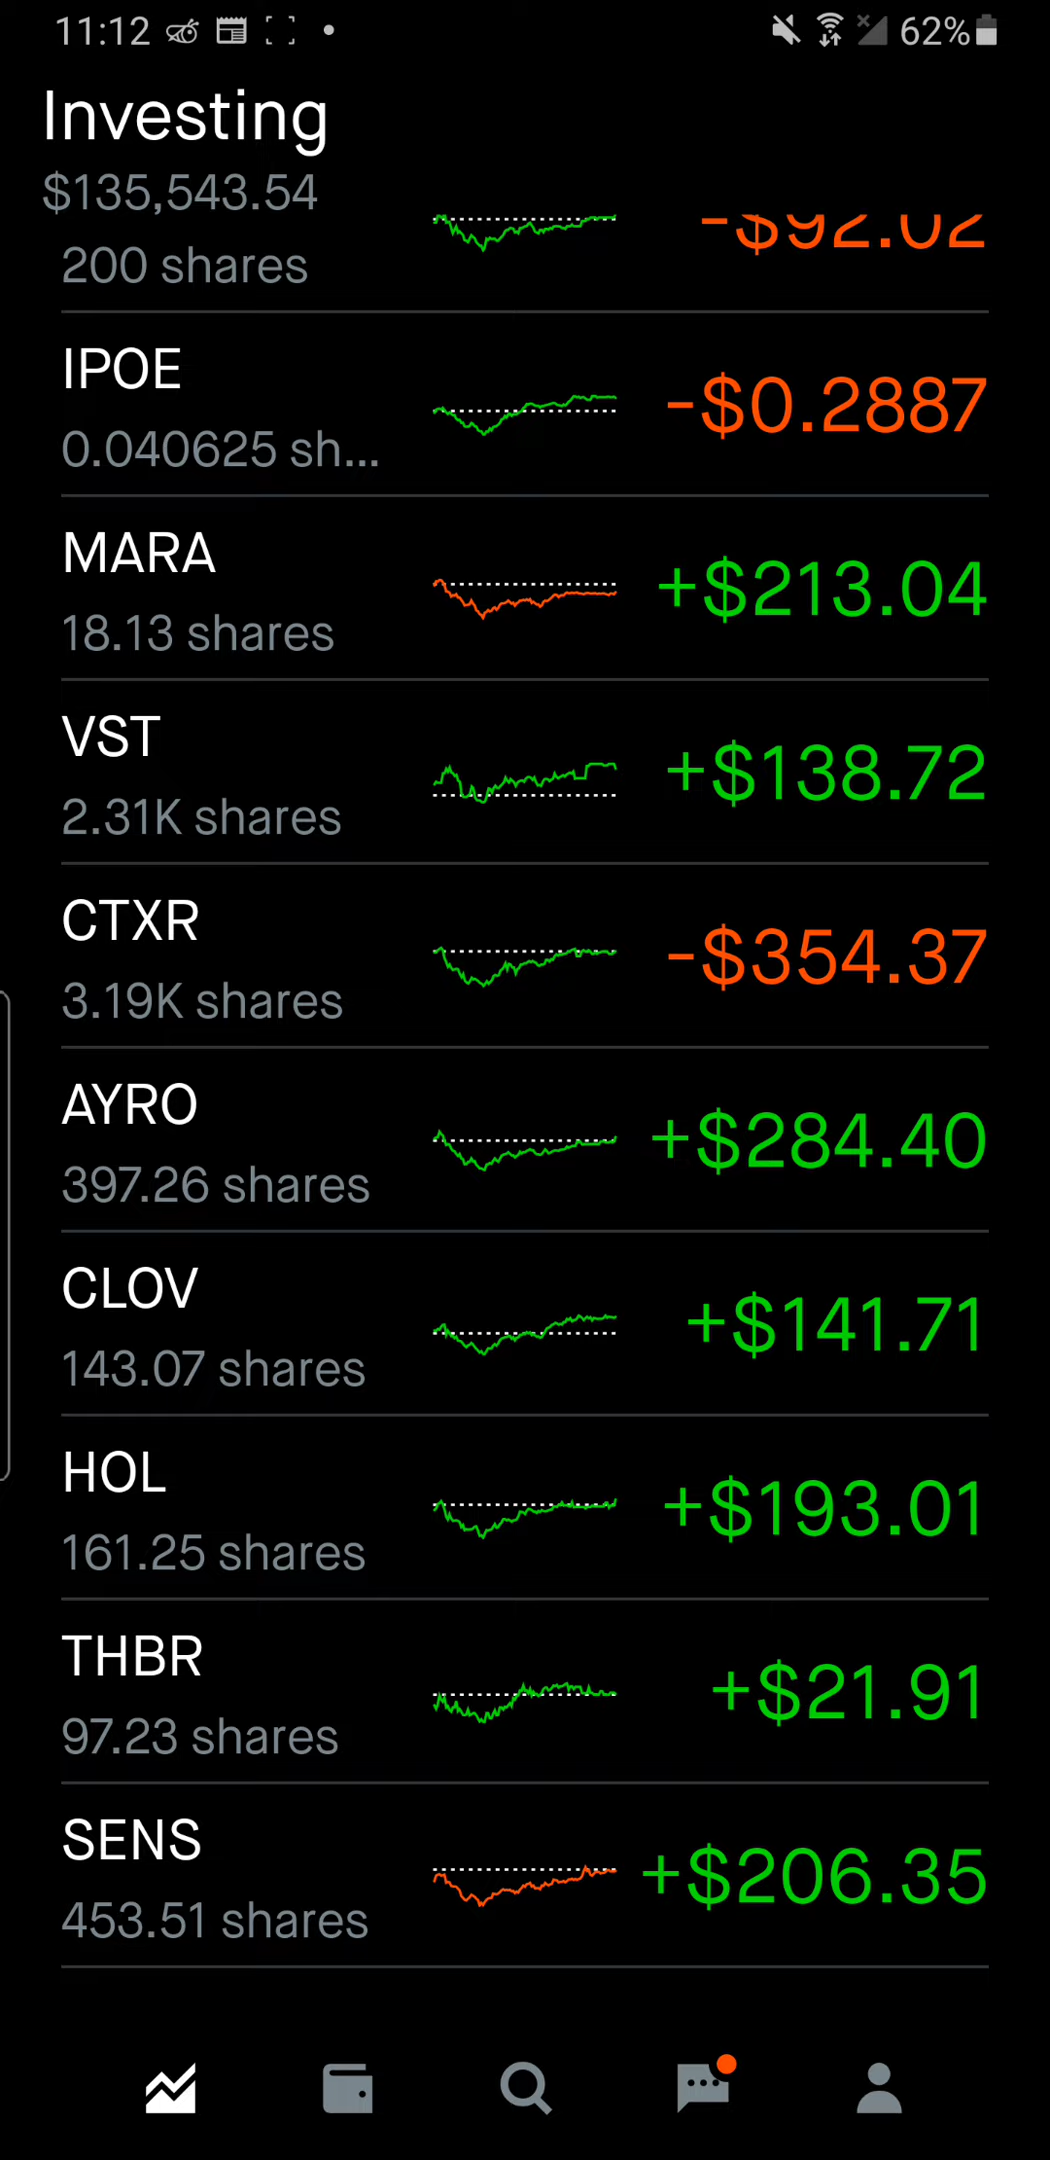 11:12
62%
Investing
$135,543.54
-$92.02
200 shares
IPOE
-$0.2887
0.040625 sh...
MARA
+$213.04
18.13 shares
VST
+$138.72
2.31K shares
CTXR
-$354.37
3.19K shares
AYRO
+$284.40
397.26 shares
CLOV
+$141.71
143.07 shares
HOL
+$193.01
161.25 shares
THBR
+$21.91
97.23 shares
SENS
+$206.35
453.51 shares